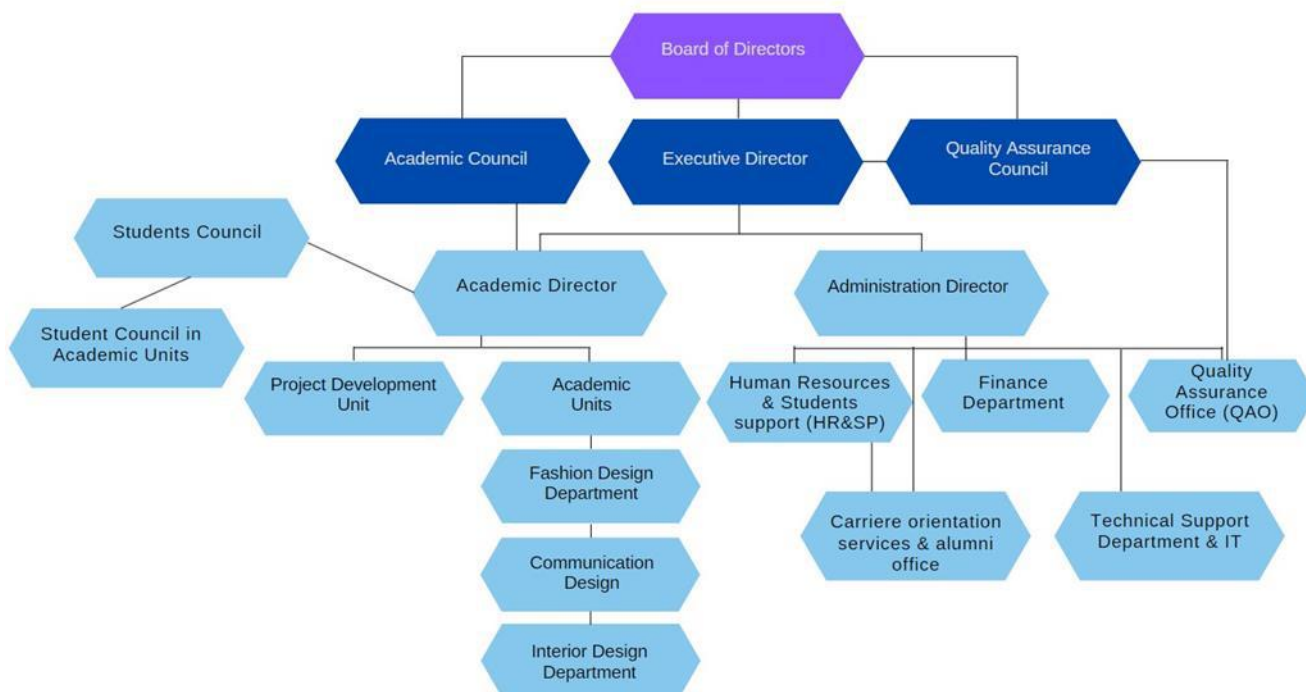 Board of Directors
Academic Council
Executive Director
Quality Assurance
Council
Students Council
Academic Director
Administration Director
Student Council in
Academic Units
Project Development
Unit
Academic
Units
Human Resources
& Students
support (HR&SP)
Finance
Department
Quality
Assurance
Office (QAO)
Fashion Design
Department
Carriere orientation
services & alumni
office
Technical Support
Department & IT
Communication
Design
Interior Design
Department